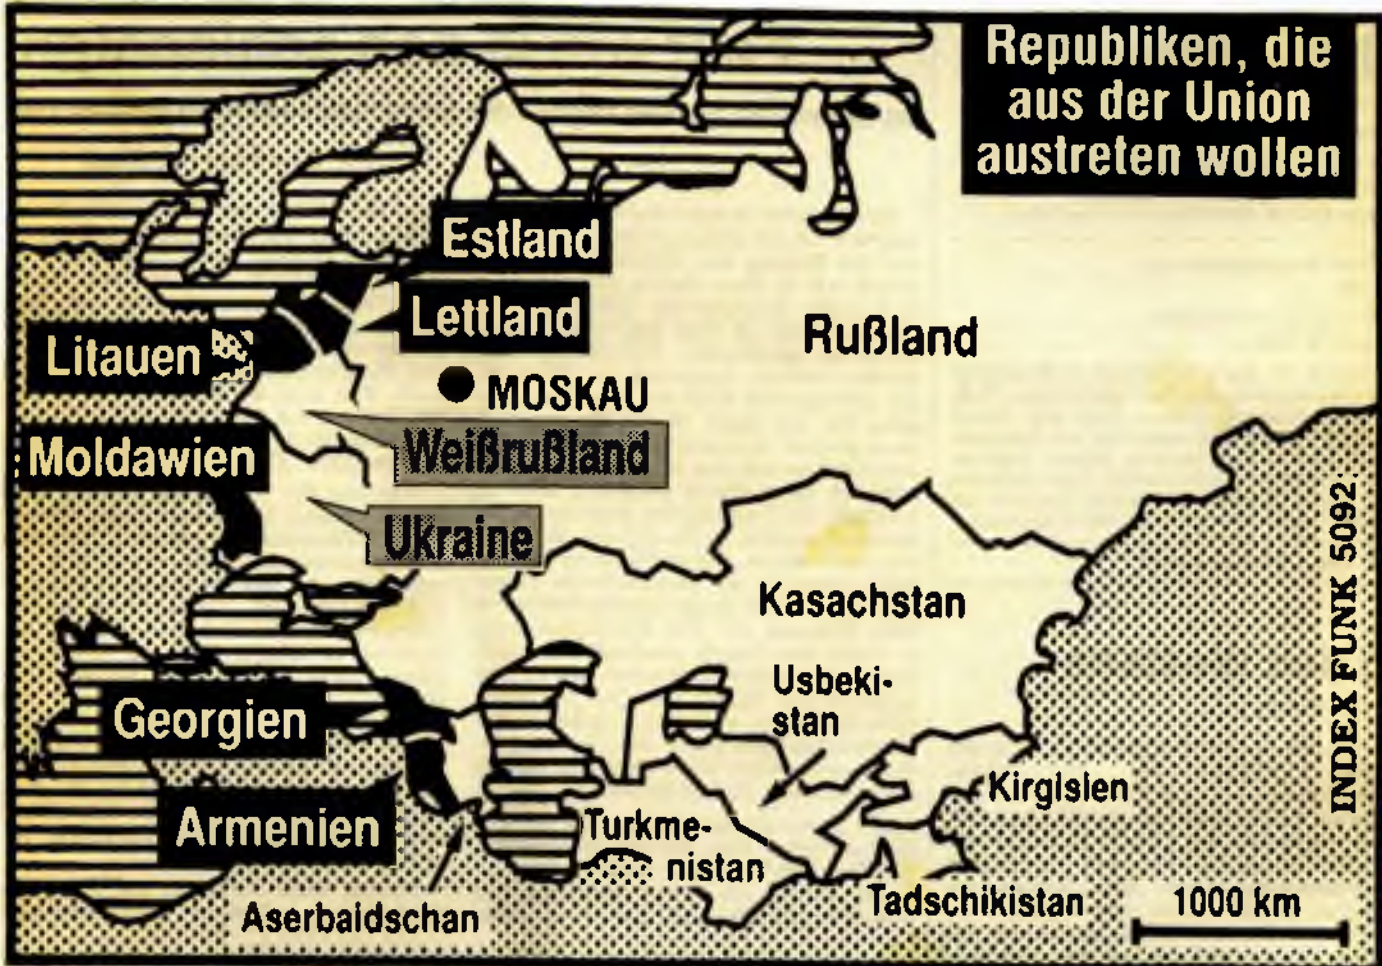 Republiken, die
aus der Union
austreten wollen
Estland
Lettland
Litauen
Rußland
MOSKAU
Weißrußland
Moldawien
Ukraine
INDEX FUNK 5092
Kasachstan
Usbeki-
stan
Georgien
Kirgisien
Armenien
Turkme-
nistan
Tadschikistan
1000 km
Aserbaidschan